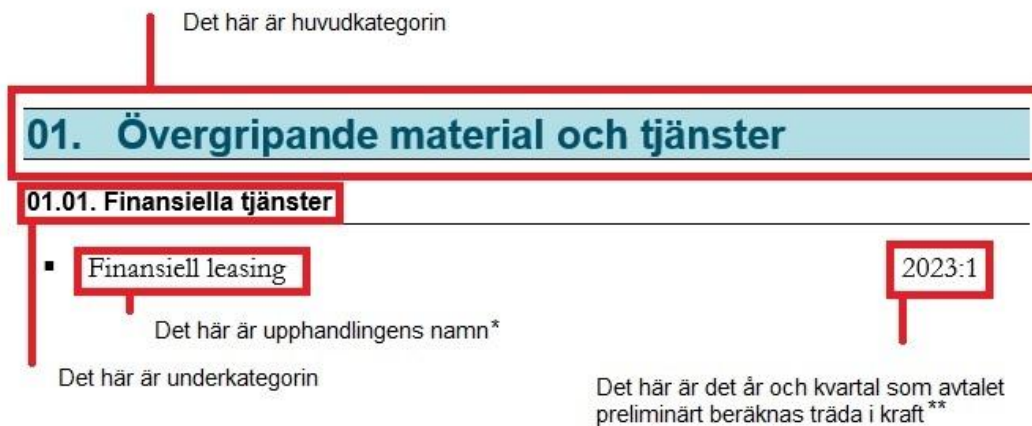 Det här är huvudkategorin
01. Övergripande material och tjänster
01.01. Finansiella tjänster
▪ Finansiell leasing 2023:1
Det här är upphandlingens namn*
Det här är underkategorin
Det här är det år och kvartal som avtalet
preliminärt beräknas träda i kraft**